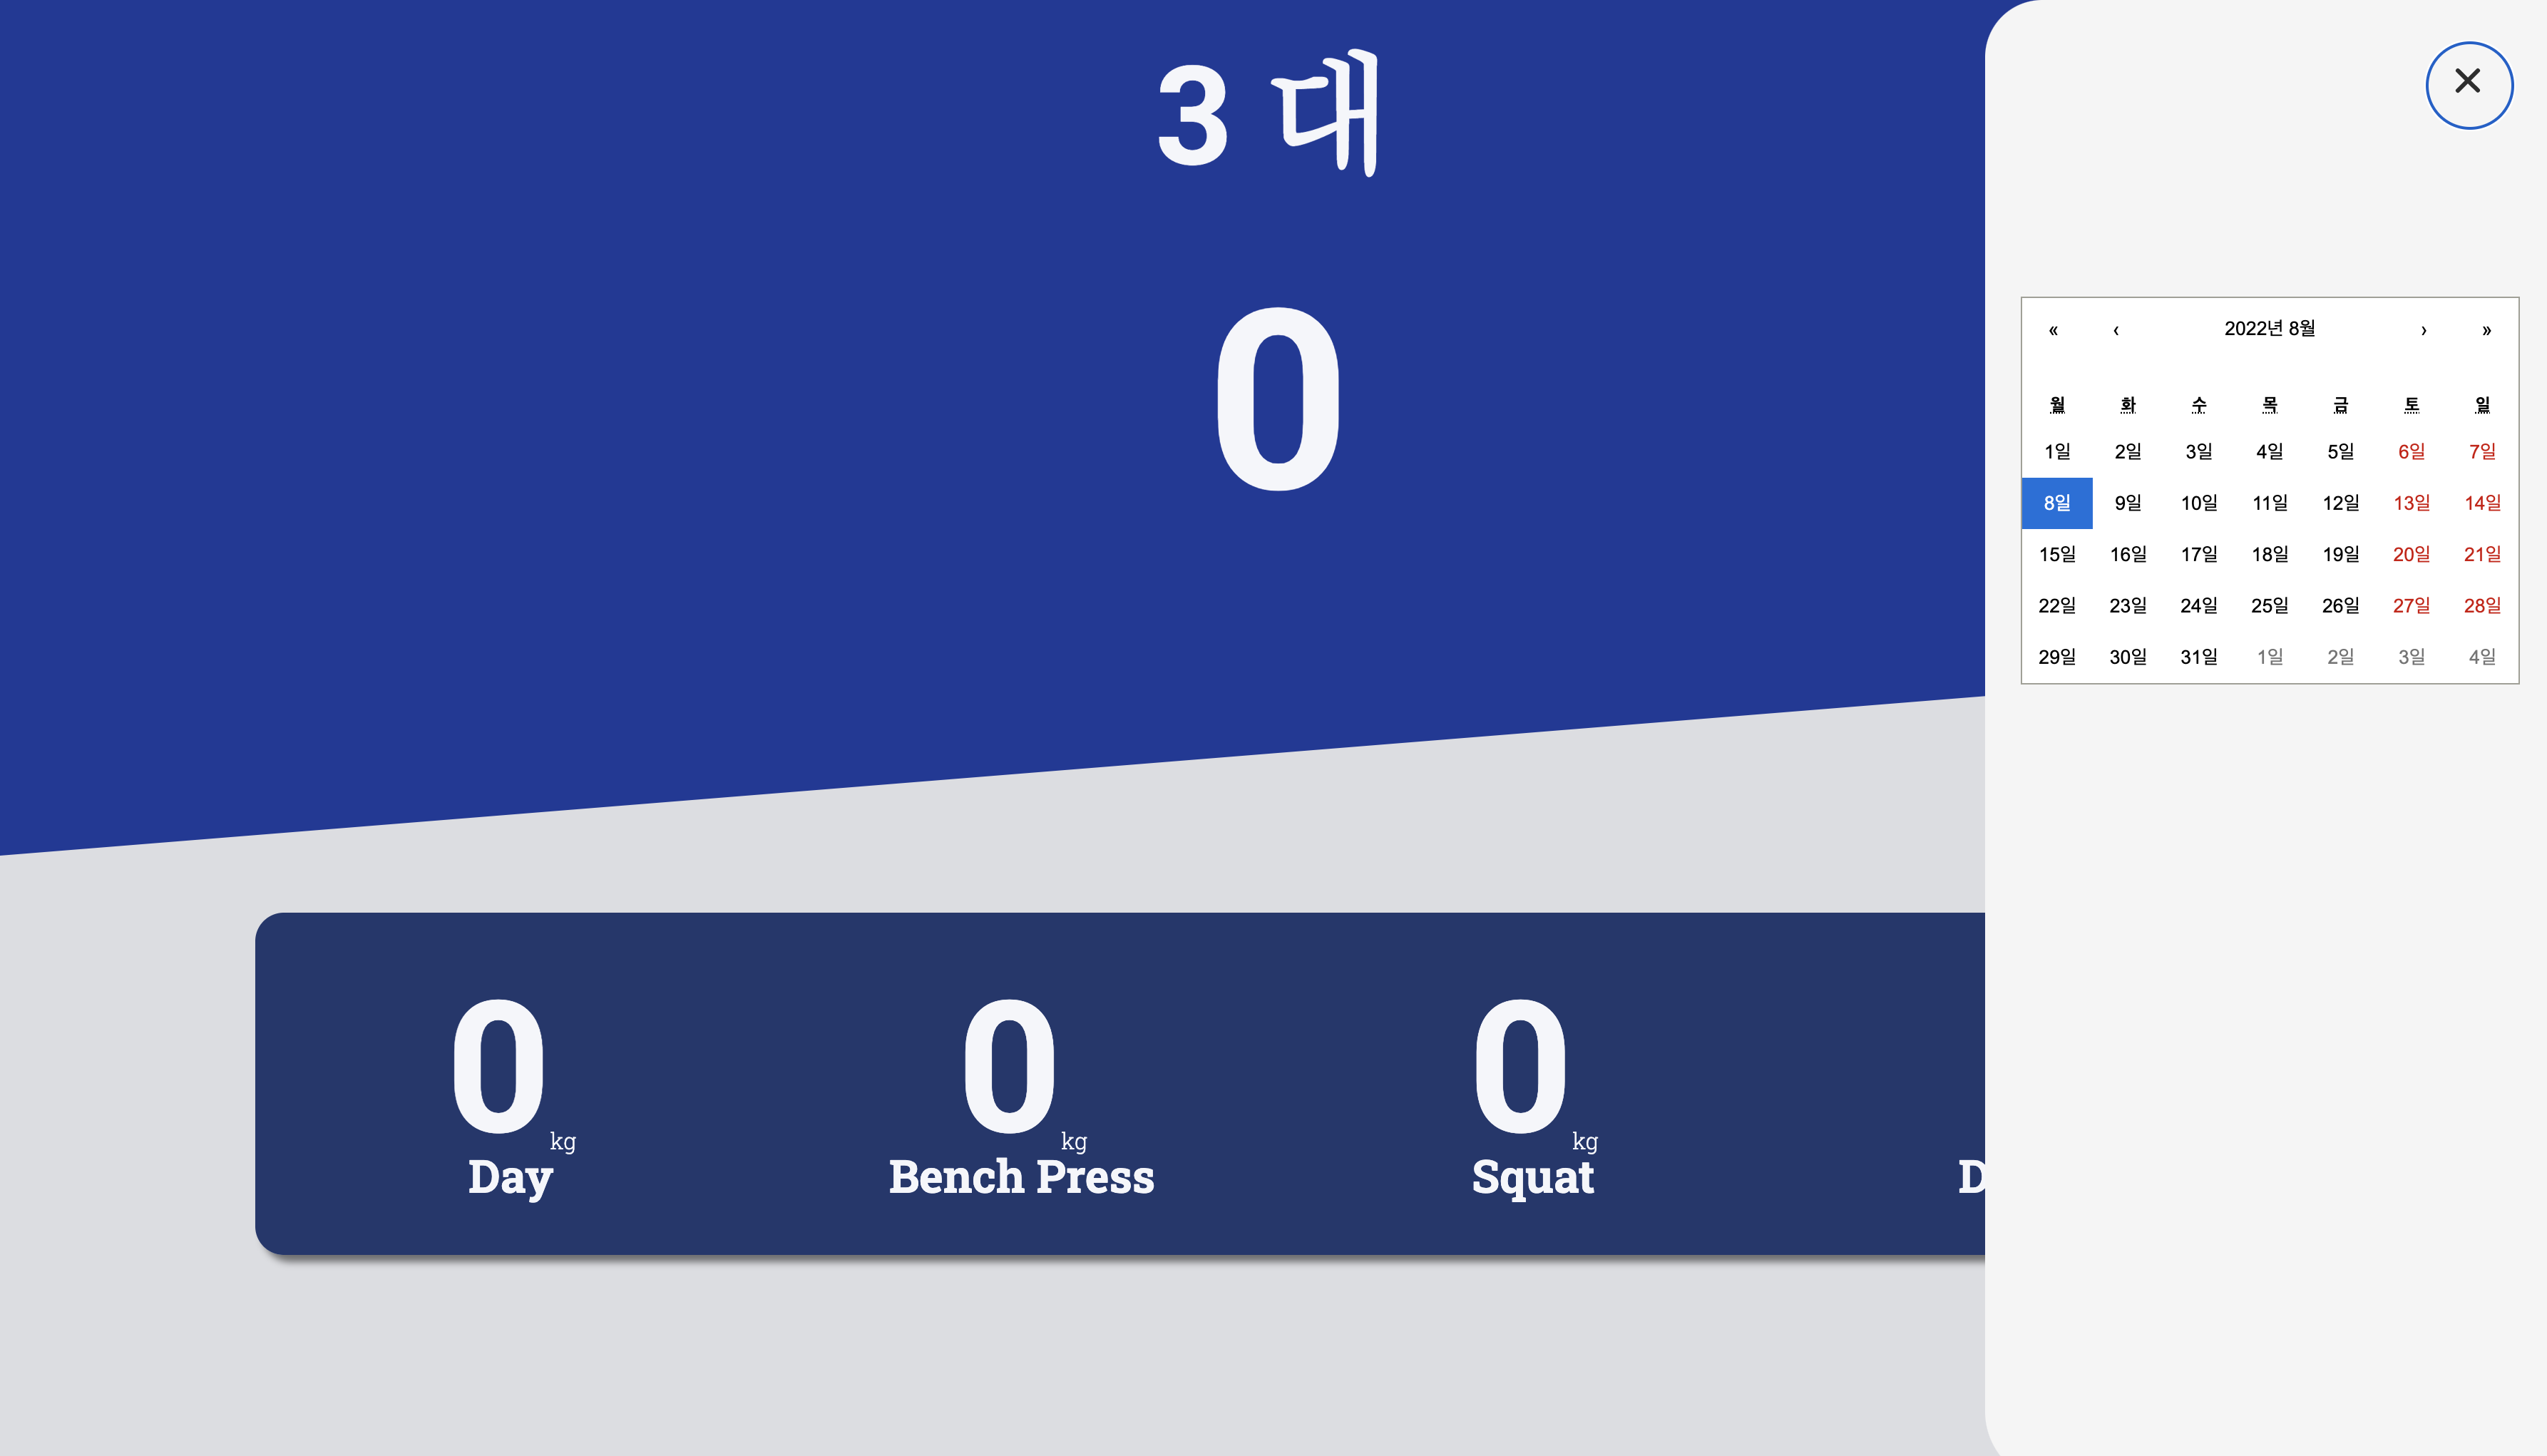 3 대
0
0 kg
Day
0 kg
Bench Press
0 kg
Squat
D
« ‹ 2022년 8월 › »
월 화 수 목 금 토 일
1일 2일 3일 4일 5일 6일 7일
8일 9일 10일 11일 12일 13일 14일
15일 16일 17일 18일 19일 20일 21일
22일 23일 24일 25일 26일 27일 28일
29일 30일 31일 1일 2일 3일 4일